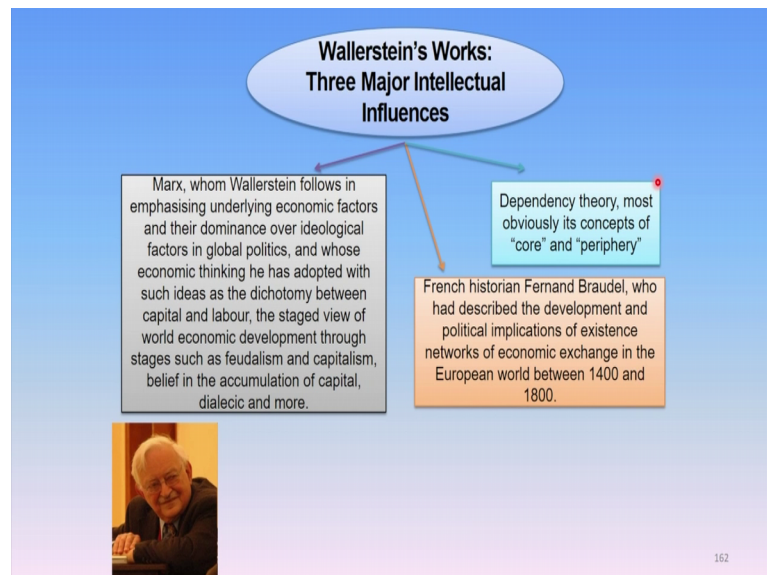 Wallerstein’s Works:
Three Major Intellectual
Influences
Marx, whom Wallerstein follows in
emphasising underlying economic factors
and their dominance over ideological
factors in global politics, and whose
economic thinking he has adopted with
such ideas as the dichotomy between
capital and labour, the staged view of
world economic development through
stages such as feudalism and capitalism,
belief in the accumulation of capital,
dialecic and more.
Dependency theory, most
obviously its concepts of
“core” and “periphery”
French historian Fernand Braudel, who
had described the development and
political implications of existence
networks of economic exchange in the
European world between 1400 and
1800.
162